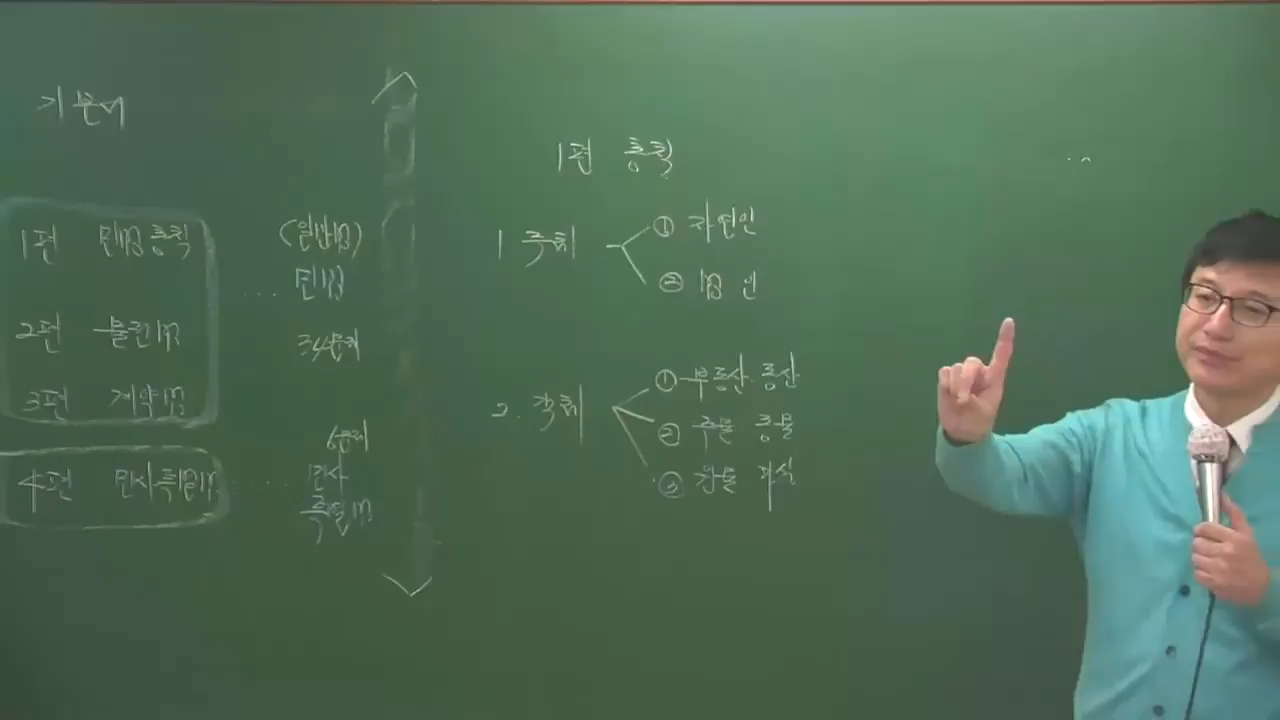 기본서
1편 민법총칙
2편 물권법
3편 계약법
4편 민사특별법
(일반법)
민법
34문제
6문제
민사
특별법
1편 총칙
1 주체
① 자연인
② 법인
2. 객체
① 부동산. 동산
② 주물 종물
③ 원물. 과실